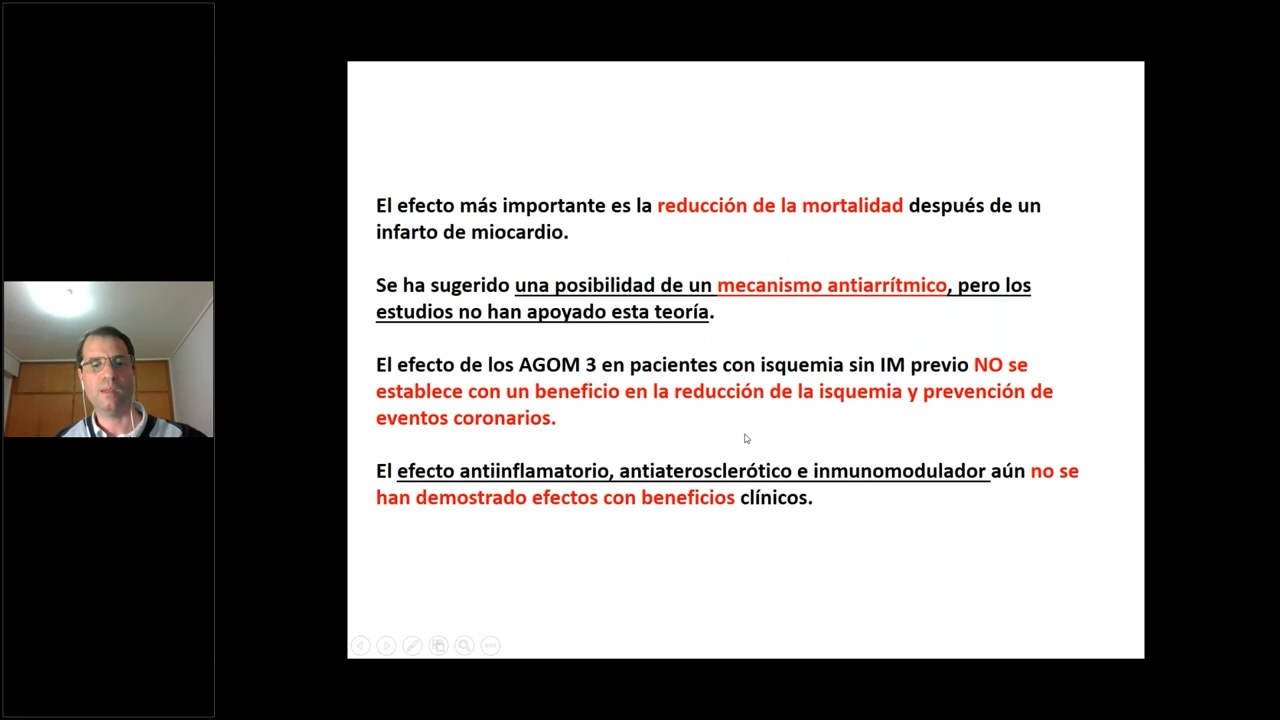 El efecto más importante es la reducción de la mortalidad después de un
infarto de miocardio.
Se ha sugerido una posibilidad de un mecanismo antiarrítmico, pero los
estudios no han apoyado esta teoría.
El efecto de los AGOM 3 en pacientes con isquemia sin IM previo NO se
establece con un beneficio en la reducción de la isquemia y prevención de
eventos coronarios.
El efecto antiinflamatorio, antiaterosclerótico e inmunomodulador aún no se
han demostrado efectos con beneficios clínicos.